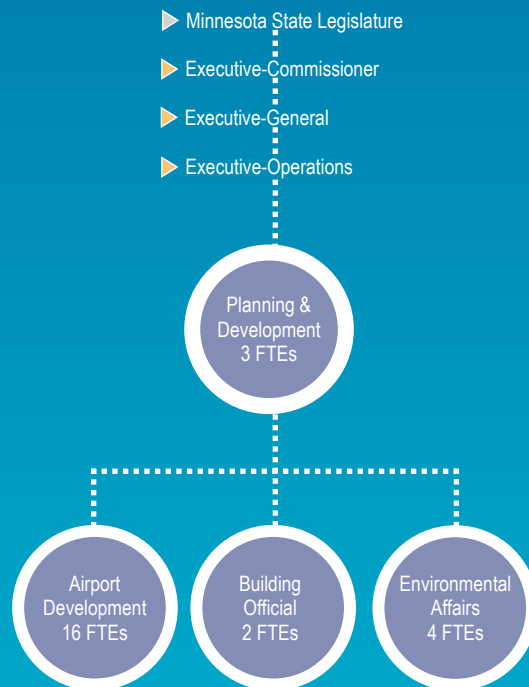 Minnesota State Legislature
Executive-Commissioner
Executive-General
Executive-Operations
Planning &
Development
3 FTEs
Airport
Development
16 FTEs
Building
Official
2 FTEs
Environmental
Affairs
4 FTEs